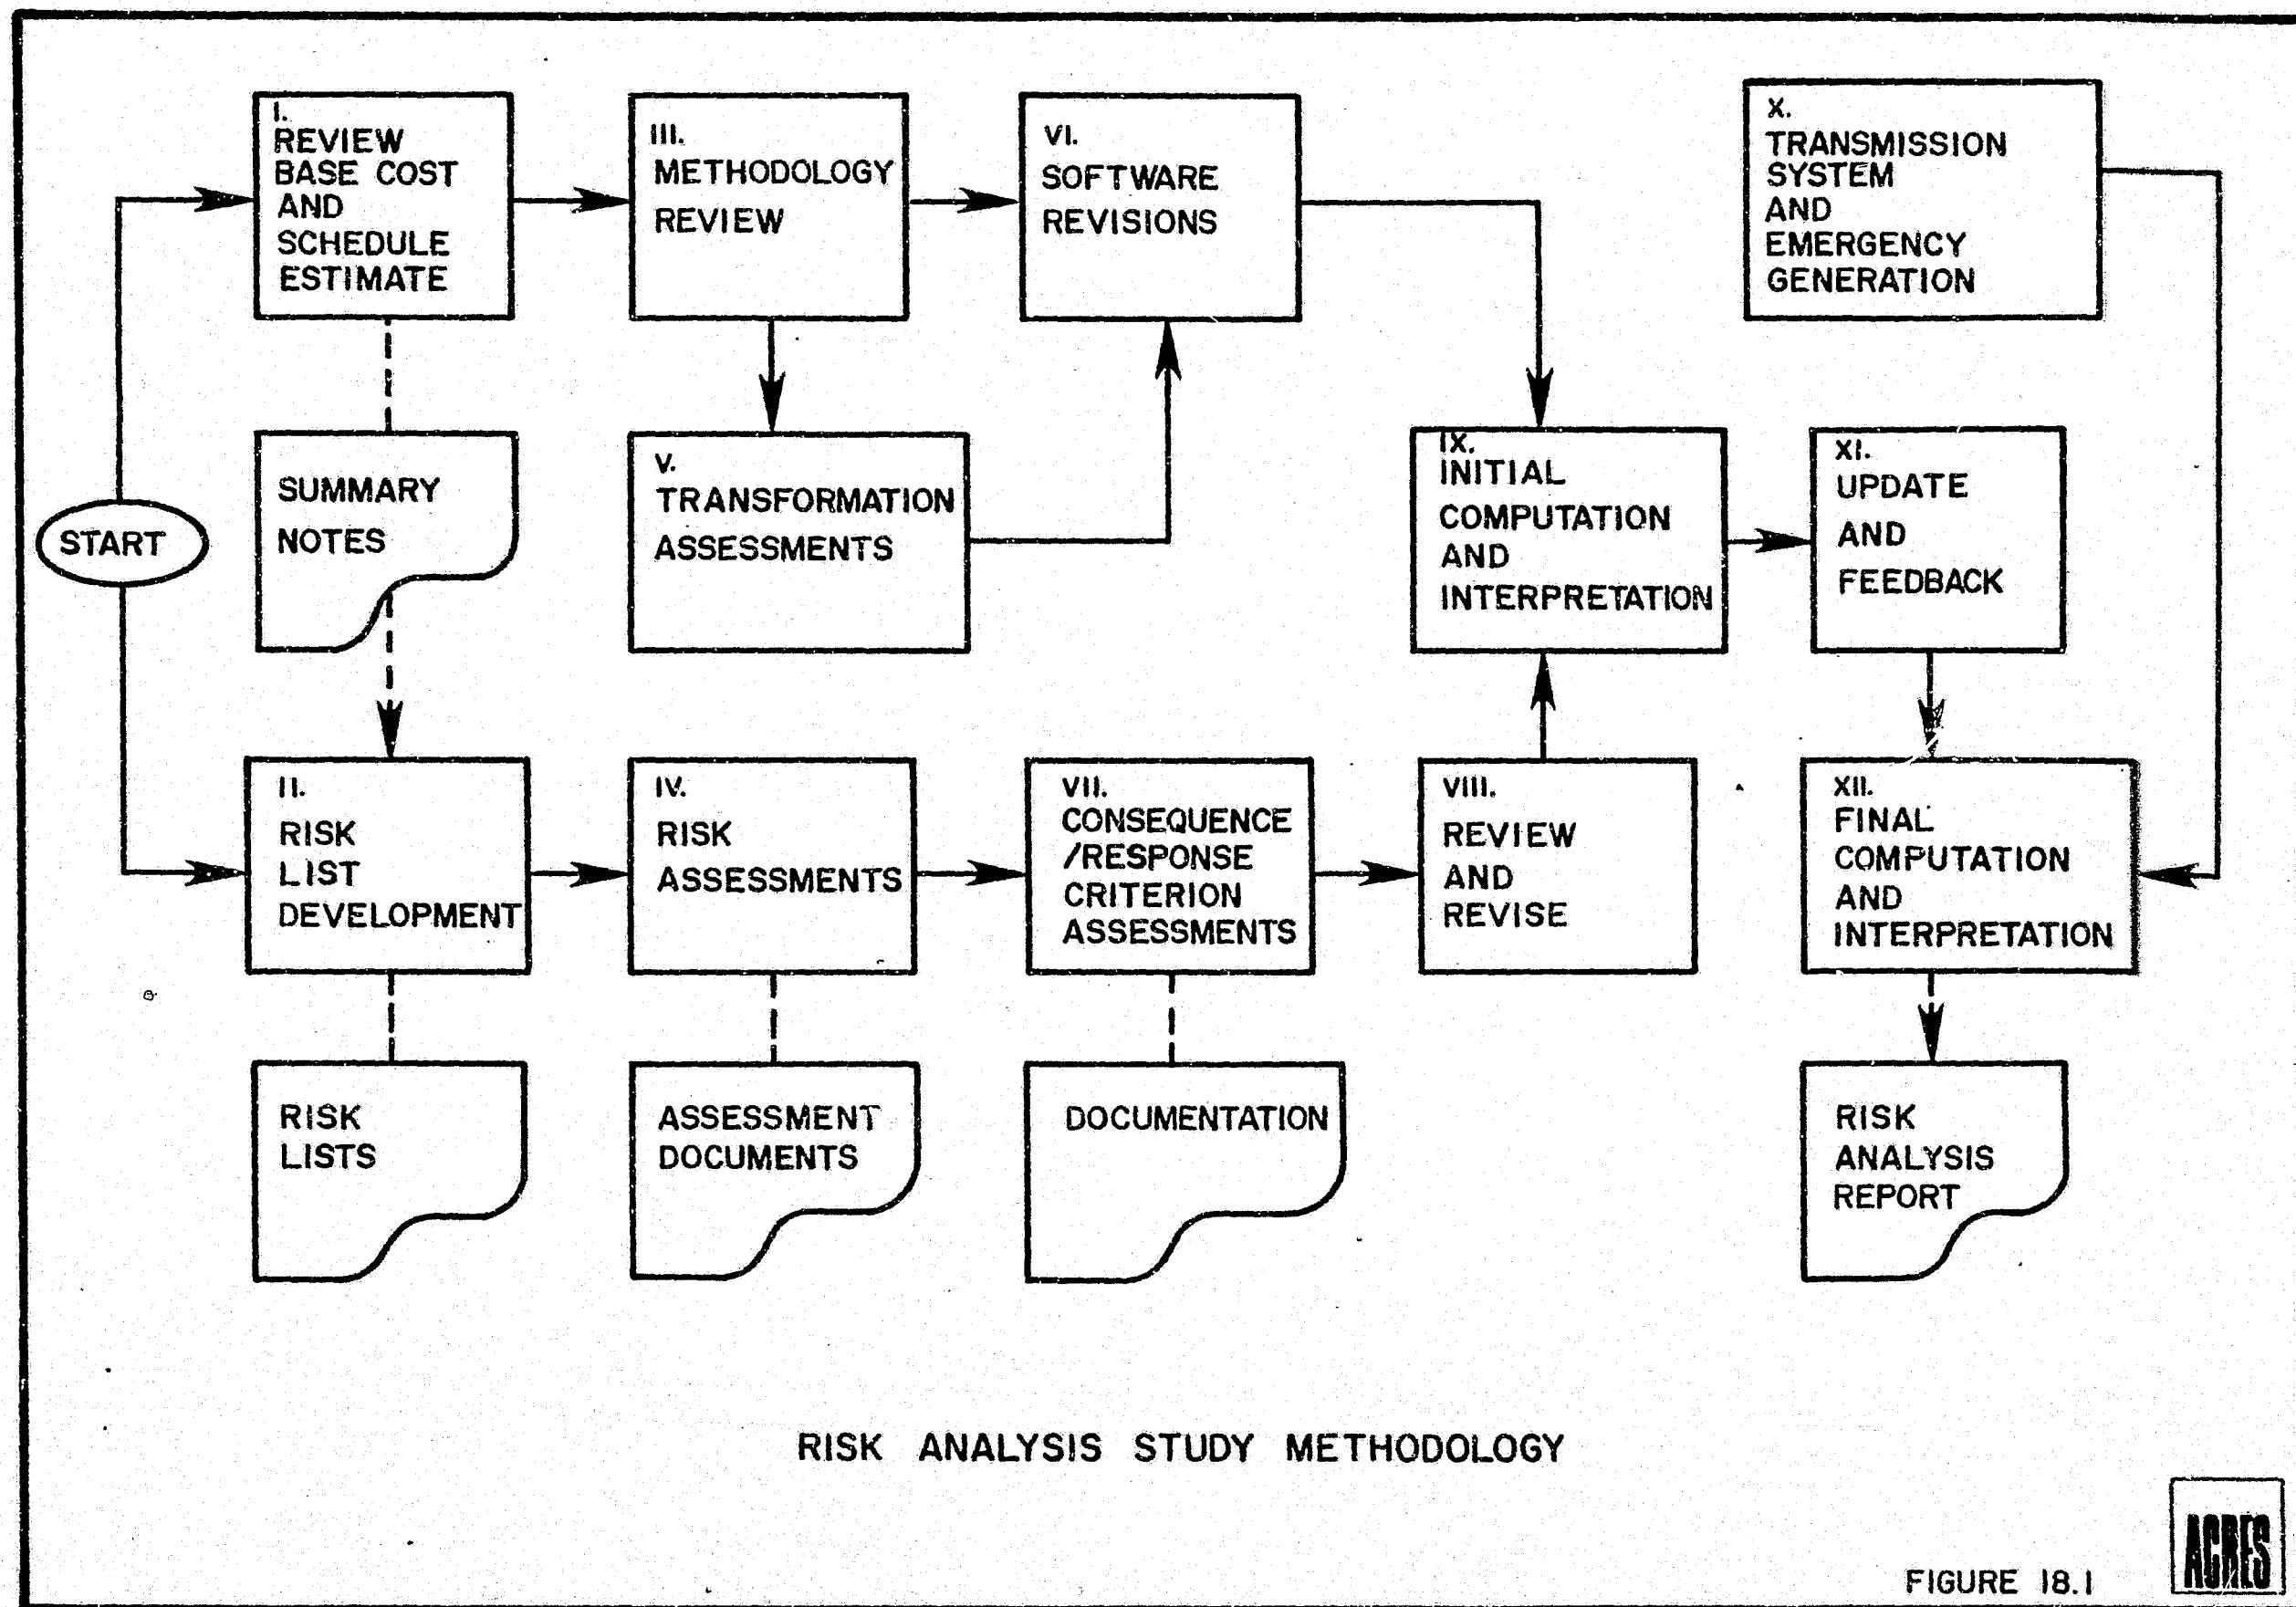 I.
REVIEW
BASE COST
AND
SCHEDULE
ESTIMATE
III.
METHODOLOGY
REVIEW
VI.
SOFTWARE
REVISIONS
X.
TRANSMISSION
SYSTEM
AND
EMERGENCY
GENERATION
START
SUMMARY
NOTES
V.
TRANSFORMATION
ASSESSMENTS
IX.
INITIAL
COMPUTATION
AND
INTERPRETATION
XI.
UPDATE
AND
FEEDBACK
II.
RISK
LIST
DEVELOPMENT
IV.
RISK
ASSESSMENTS
VII.
CONSEQUENCE
/RESPONSE
CRITERION
ASSESSMENTS
VIII.
REVIEW
AND
REVISE
XII.
FINAL
COMPUTATION
AND
INTERPRETATION
RISK
LISTS
ASSESSMENT
DOCUMENTS
DOCUMENTATION
RISK
ANALYSIS
REPORT
RISK ANALYSIS STUDY METHODOLOGY
FIGURE 18.1
ACRES